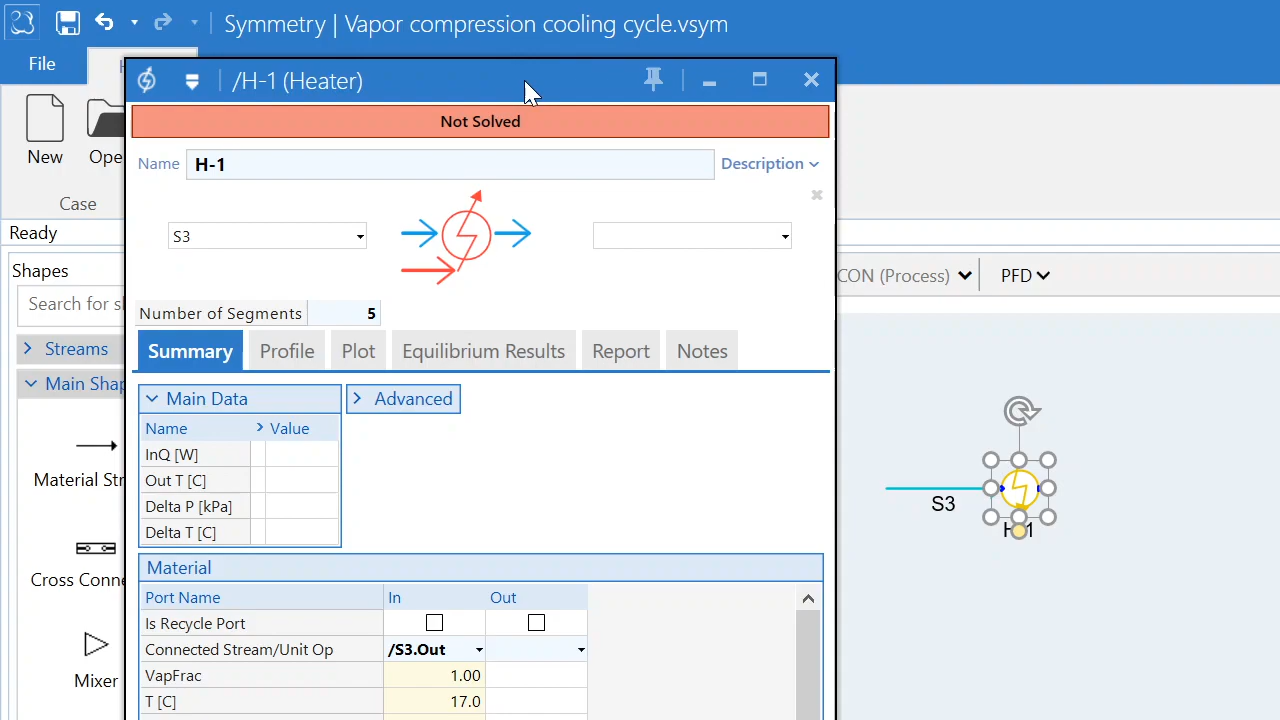 Symmetry | Vapor compression cooling cycle.vsym
File
/H-1 (Heater)
Not Solved
New
Name
H-1
Description
Case
Ready
S3
CON (Process)
PFD
Shapes
Search for s
Number of Segments
5
Streams
Summary
Profile
Plot
Equilibrium Results
Report
Notes
Main Shap
Main Data
Advanced
Name
Value
InQ [W]
Out T [C]
Delta P [kPa]
Delta T [C]
Material Str
S3
Cross Conne
Material
Port Name
In
Out
Is Recycle Port
Connected Stream/Unit Op
/S3.Out
VapFrac
1.00
T [C]
17.0
Mixer